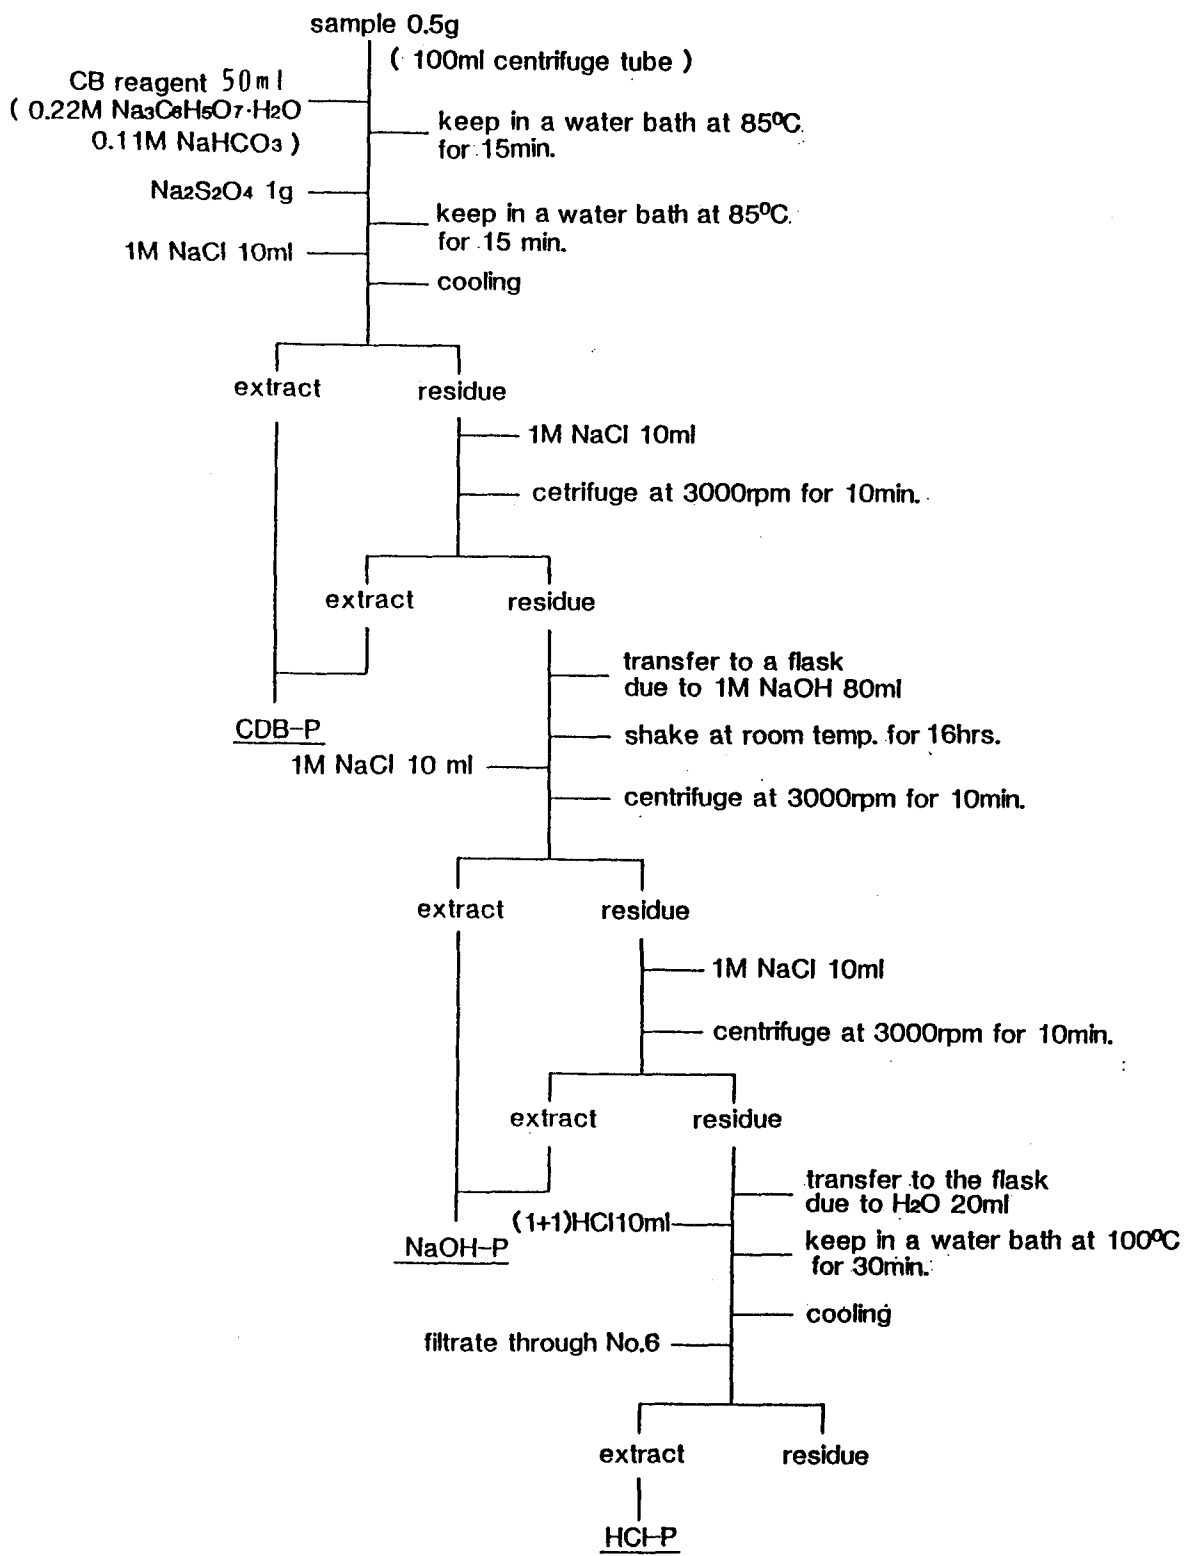 sample 0.5g
( 100ml centrifuge tube )
CB reagent 50ml
( 0.22M Na₃C₆H₅O₇·H₂O
0.11M NaHCO₃ )
keep in a water bath at 85⁰C.
for 15min.
Na₂S₂O₄ 1g
keep in a water bath at 85⁰C.
for 15 min.
1M NaCl 10ml
cooling
extract
residue
1M NaCl 10ml
cetrifuge at 3000rpm for 10min.
extract
residue
transfer to a flask
due to 1M NaOH 80ml
CDB-P
shake at room temp. for 16hrs.
1M NaCl 10 ml
centrifuge at 3000rpm for 10min.
extract
residue
1M NaCl 10ml
centrifuge at 3000rpm for 10min.
extract
residue
transfer to the flask
due to H₂O 20ml
(1+1)HCl10ml
NaOH-P
keep in a water bath at 100⁰C
for 30min.
cooling
filtrate through No.6
extract
residue
HCl-P